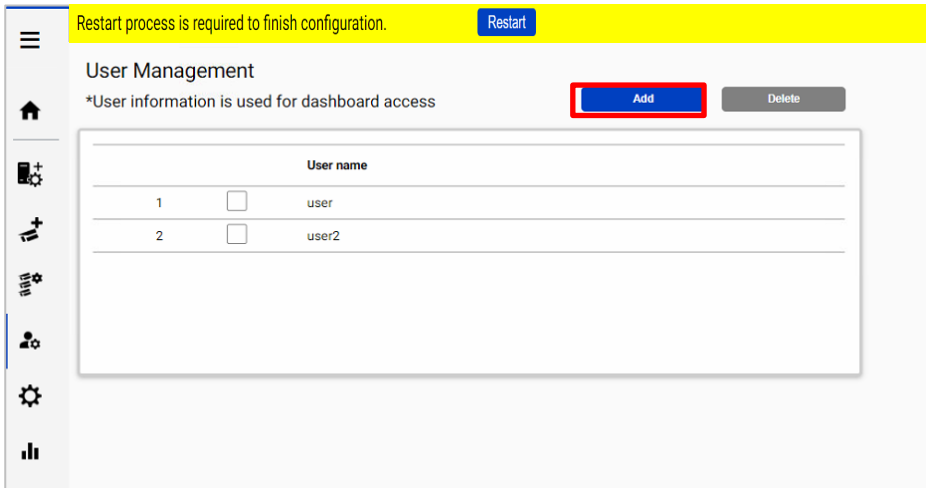 Restart process is required to finish configuration. Restart
User Management
*User information is used for dashboard access
Add Delete
User name
1 user
2 user2